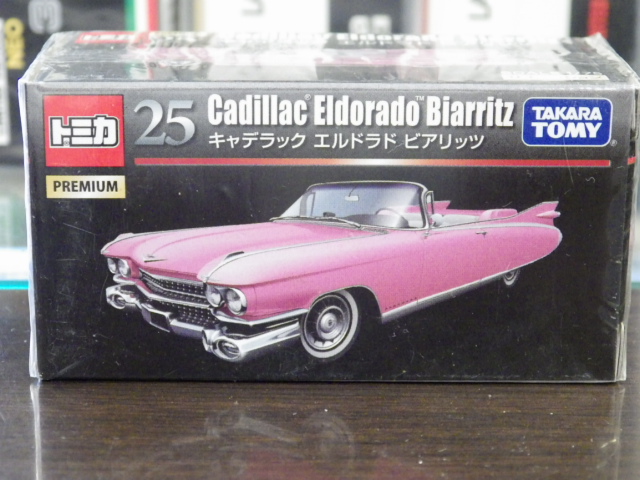 トミカ
PREMIUM
25
Cadillac® Eldorado™ Biarritz
キャデラック エルドラド ビアリッツ
TAKARA
TOMY